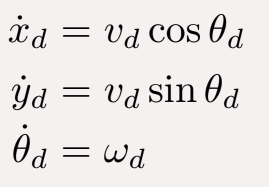 ẋ_d = v_d cos θ_d
ẏ_d = v_d sin θ_d
θ̇_d = ω_d